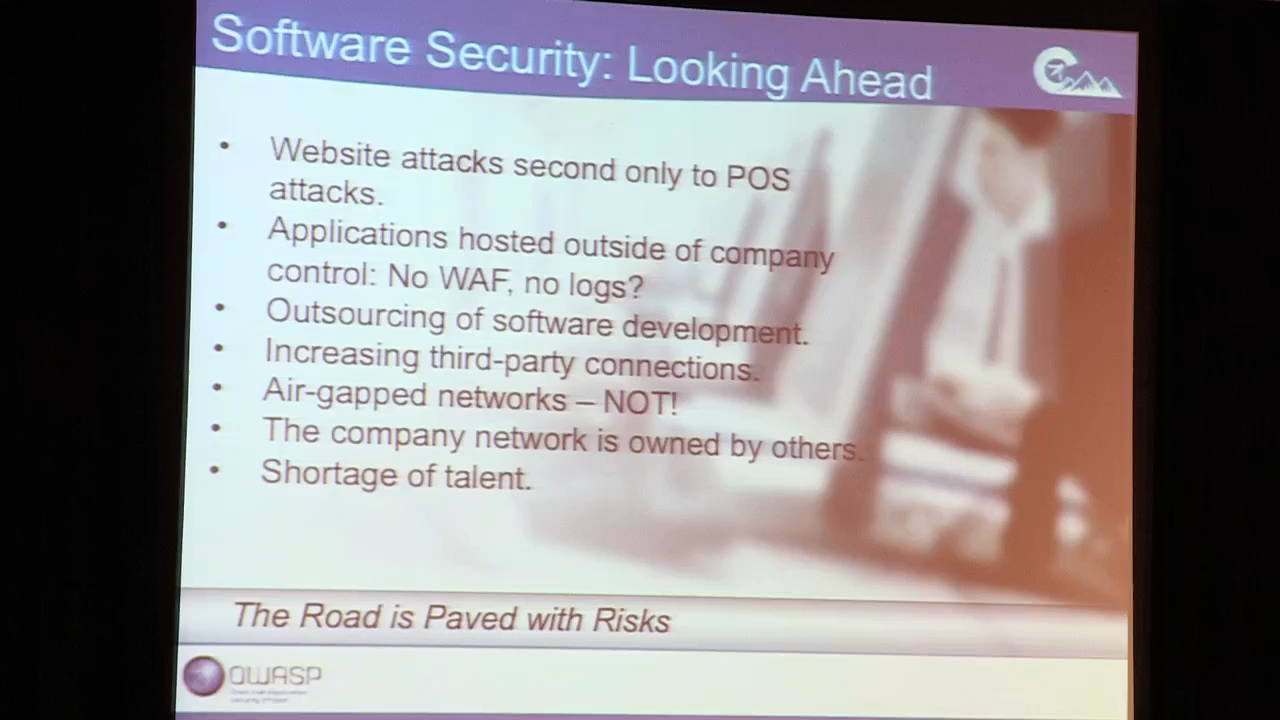 Software Security: Looking Ahead
• Website attacks second only to POS
attacks.
• Applications hosted outside of company
control: No WAF, no logs?
• Outsourcing of software development.
• Increasing third-party connections.
• Air-gapped networks – NOT!
• The company network is owned by others.
• Shortage of talent.
The Road is Paved with Risks
OWASP